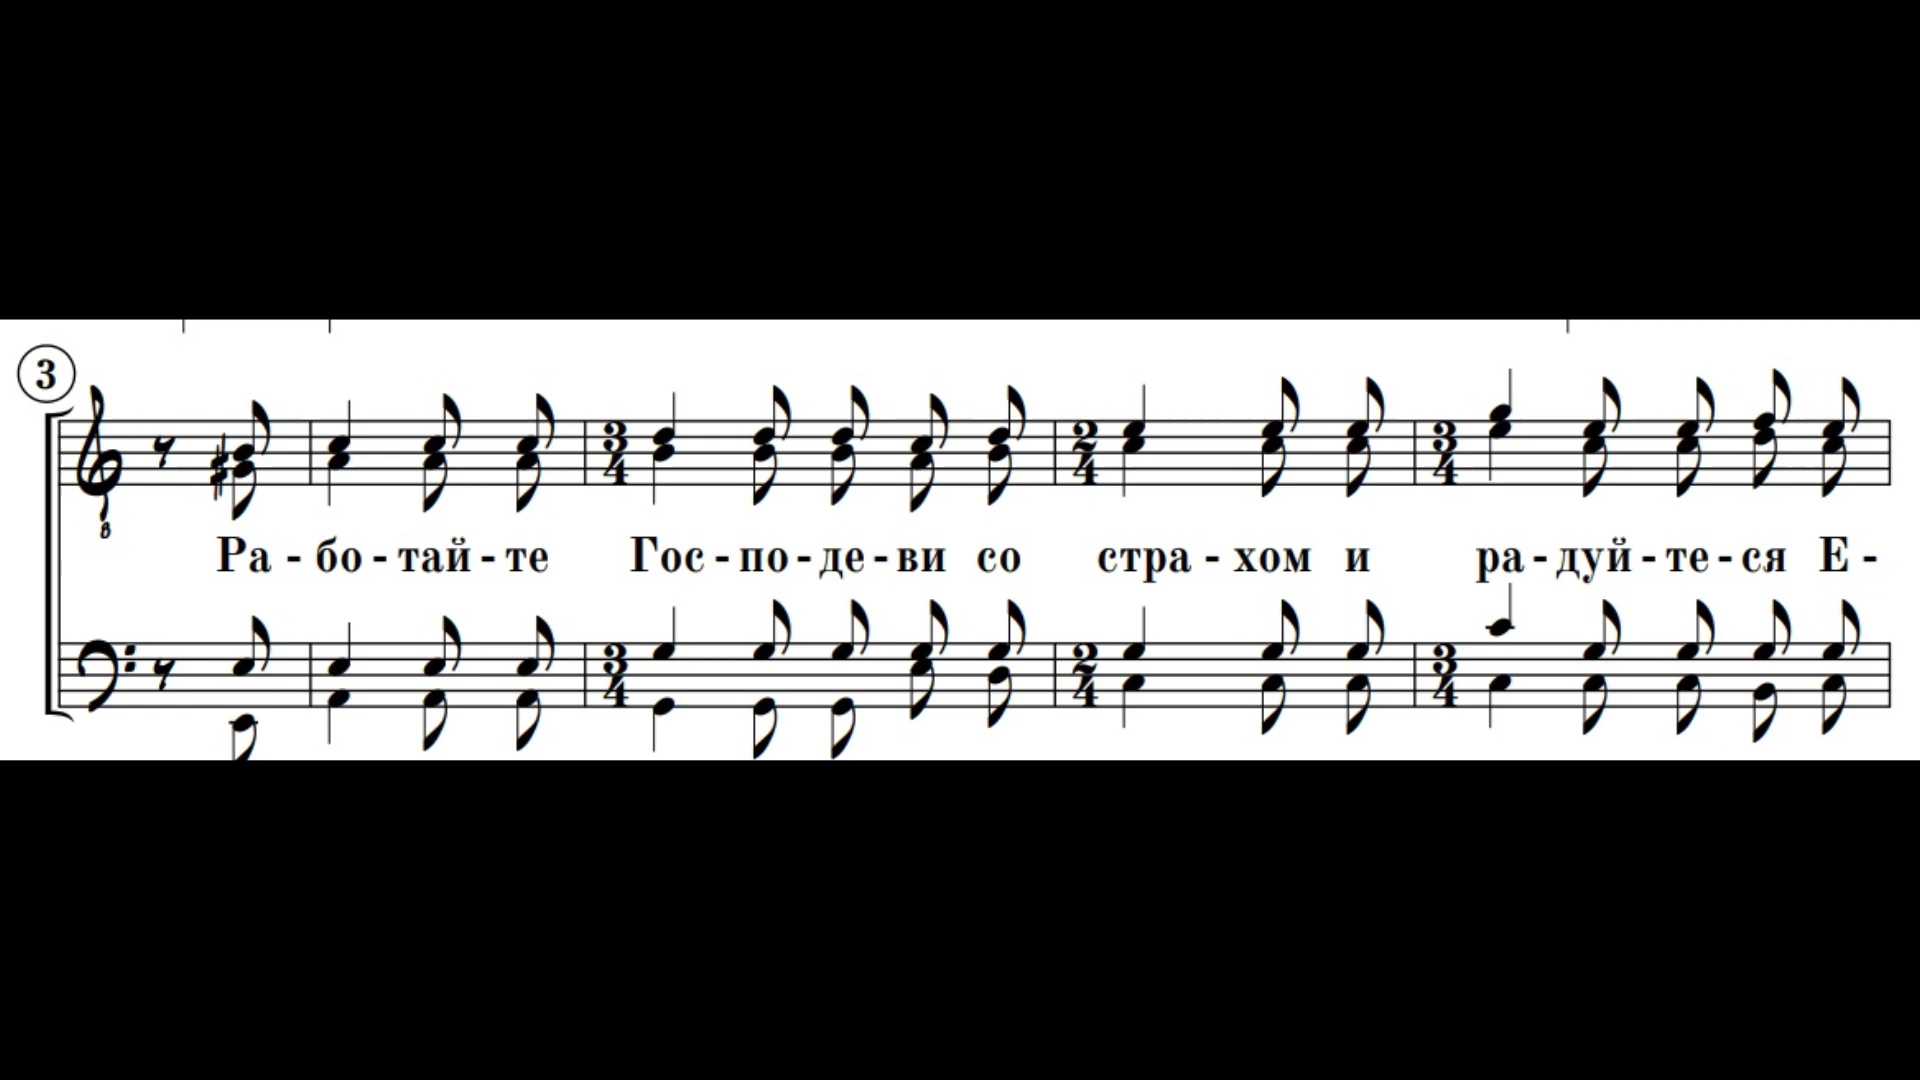 3
Ра - бо - тай - те Гос - по - де - ви со стра - хом и ра - дуй - те - ся Е -